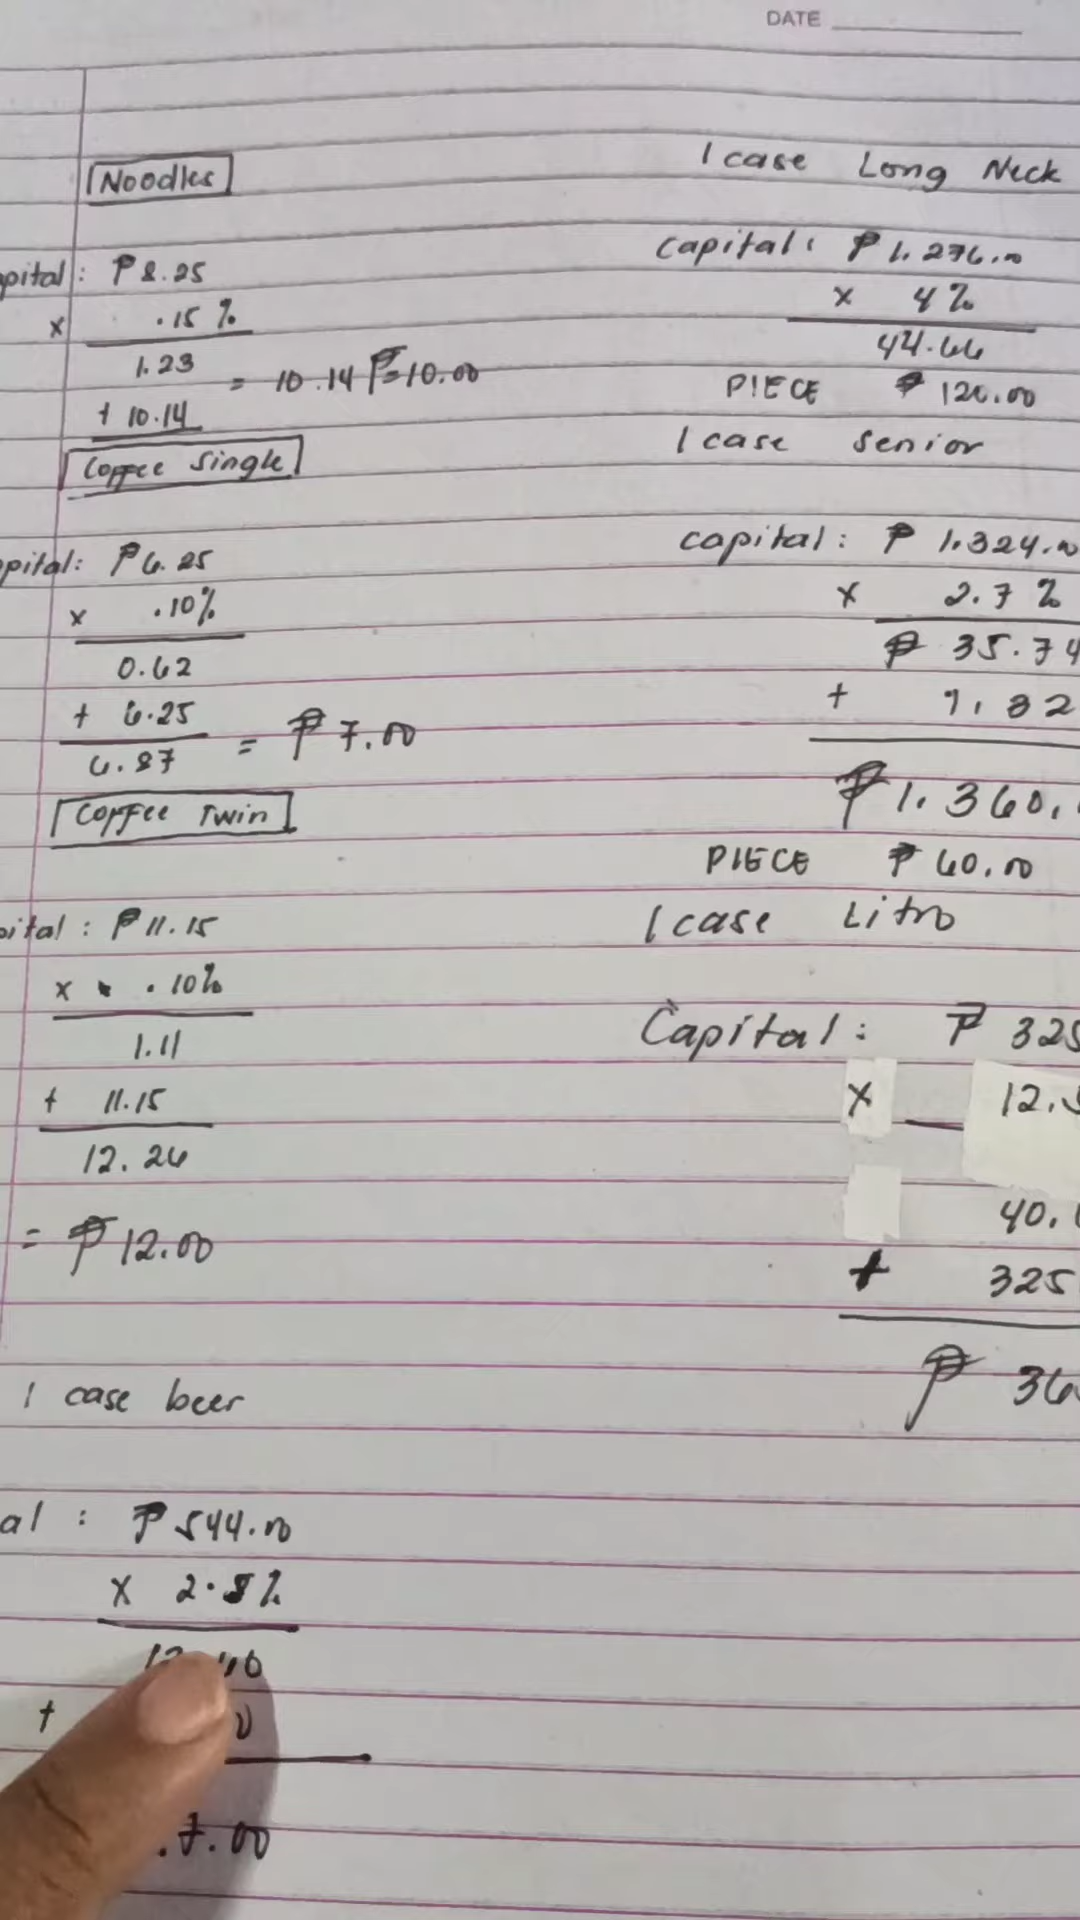 DATE
Noodles
pital: ₱8.25
x .15%
1.23
= 10.14 ₱=10.00
+ 10.14
Coffee Single
pital: ₱6.25
x .10%
0.62
+ 6.25
6.87 = ₱7.00
Coffee Twin
pital: ₱11.15
x .10%
1.11
+ 11.15
12.26
= ₱12.00
1 case beer
al: ₱544.00
x 2.5%
+
.7.00
1 case Long Neck
capital: ₱1,276.00
x 4%
44.66
PIECE ₱120.00
1 case Senior
capital: ₱1.324.00
x 2.7%
₱35.74
+ 1.32
₱1.360.
PIECE ₱60.00
1 case Litro
Capital: ₱325
x 12.5
40.
+ 325
₱36